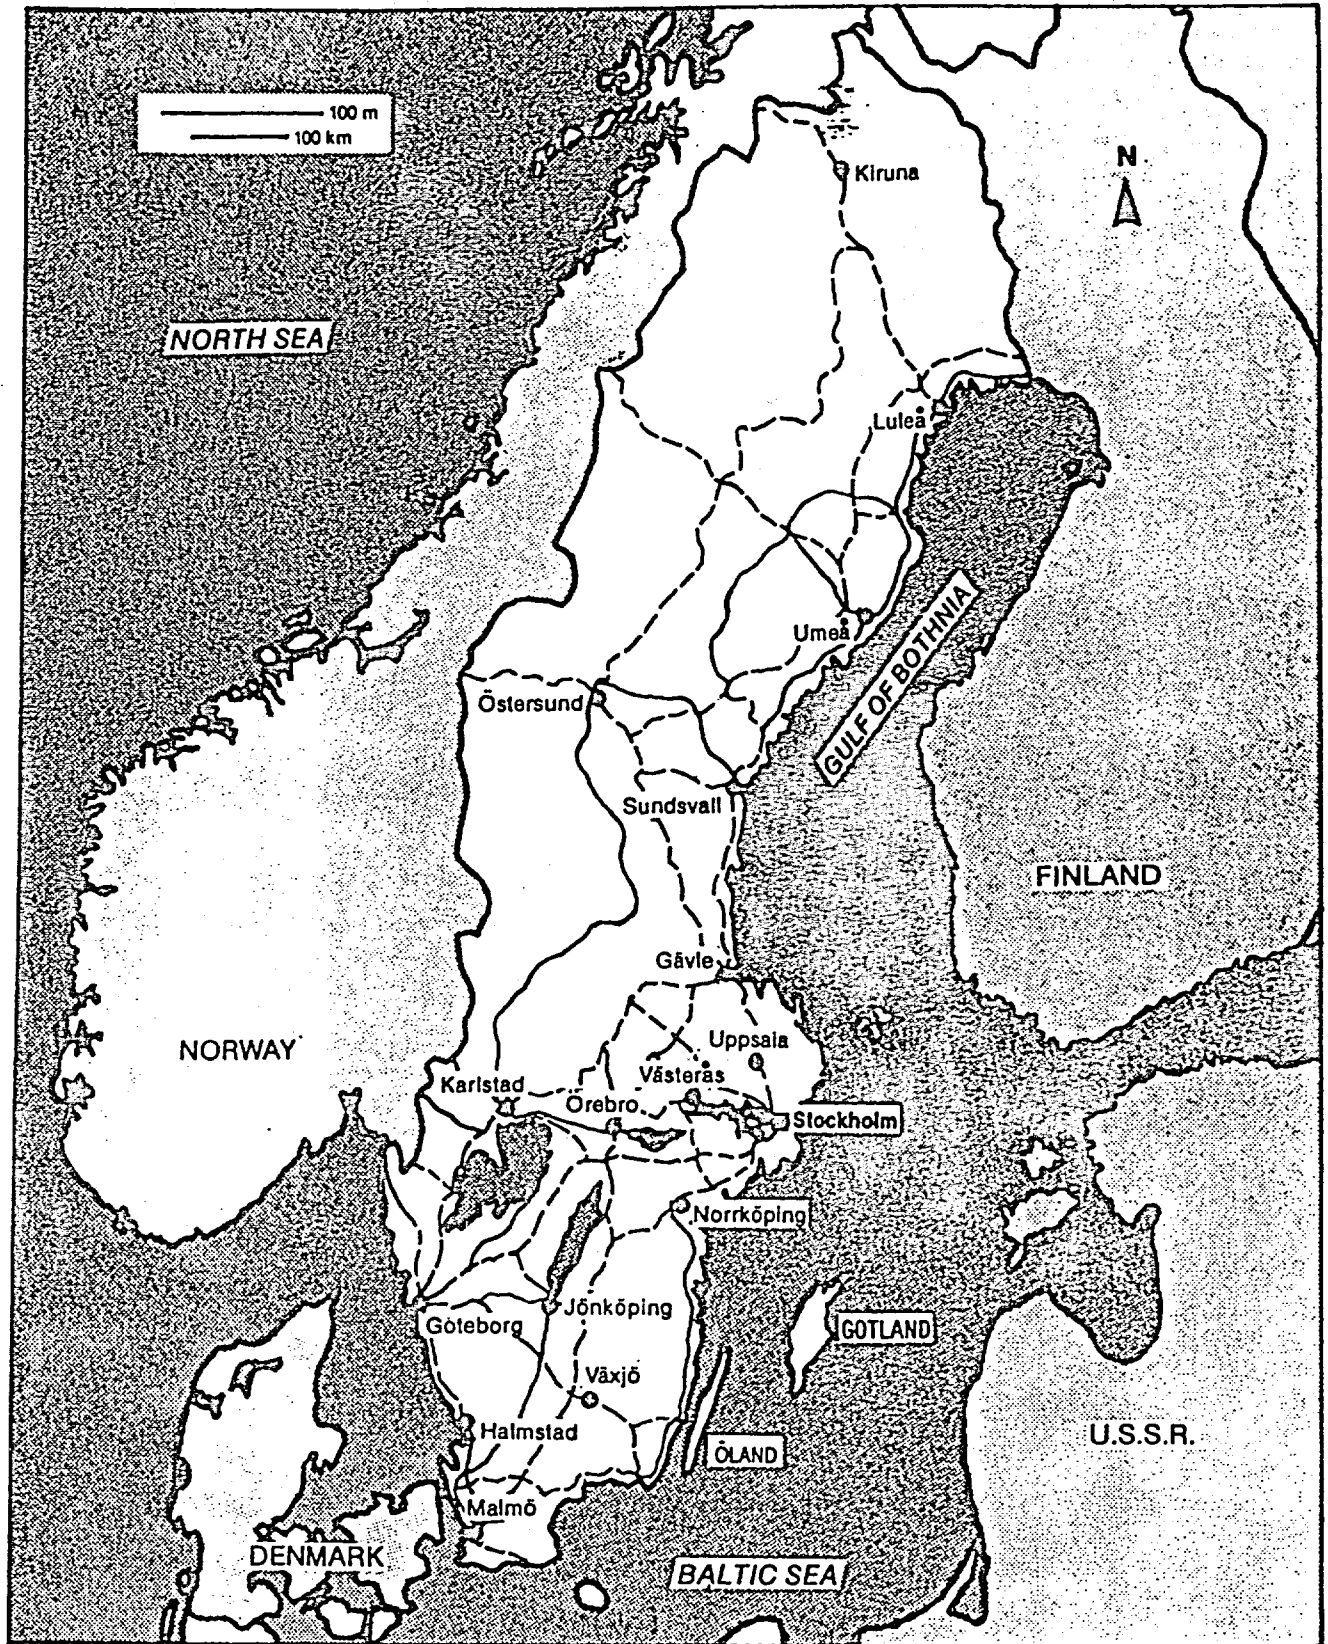 100 m
100 km
N
Kiruna
NORTH SEA
Luleå
Umeå
GULF OF BOTHNIA
Östersund
Sundsvall
FINLAND
Gävle
NORWAY
Uppsala
Västerås
Karlstad
Örebro
Stockholm
Norrköping
Jönköping
GOTLAND
Göteborg
Växjö
Halmstad
U.S.S.R.
ÖLAND
Malmö
DENMARK
BALTIC SEA